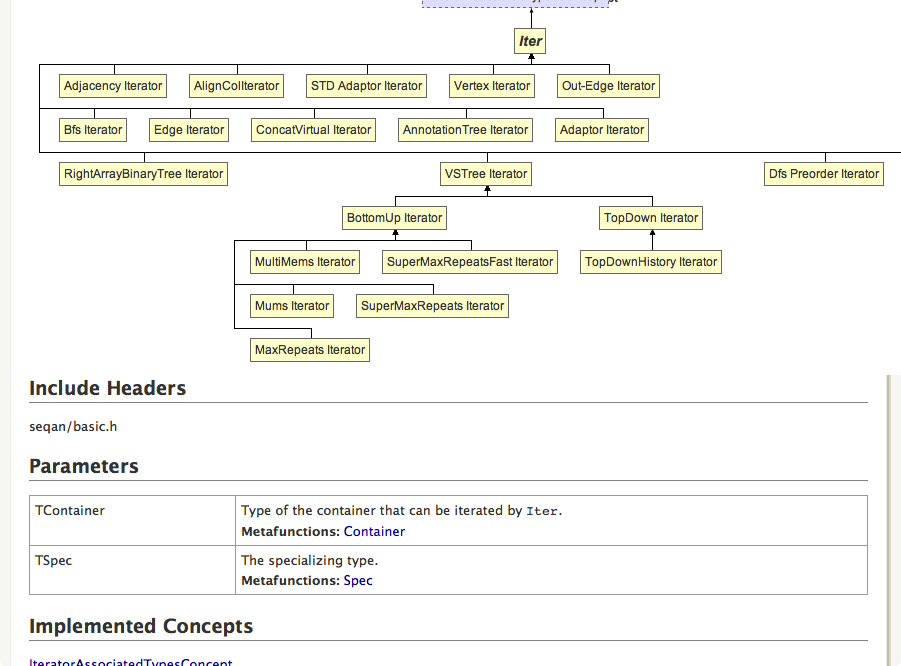 Iter
Adjacency Iterator AlignColIterator STD Adaptor Iterator Vertex Iterator Out-Edge Iterator
Bfs Iterator Edge Iterator ConcatVirtual Iterator AnnotationTree Iterator Adaptor Iterator
RightArrayBinaryTree Iterator VSTree Iterator Dfs Preorder Iterator
BottomUp Iterator TopDown Iterator
MultiMems Iterator SuperMaxRepeatsFast Iterator TopDownHistory Iterator
Mums Iterator SuperMaxRepeats Iterator
MaxRepeats Iterator
Include Headers
seqan/basic.h
Parameters
TContainer Type of the container that can be iterated by Iter.
Metafunctions: Container
TSpec The specializing type.
Metafunctions: Spec
Implemented Concepts
IteratorAssociatedTypesConcept